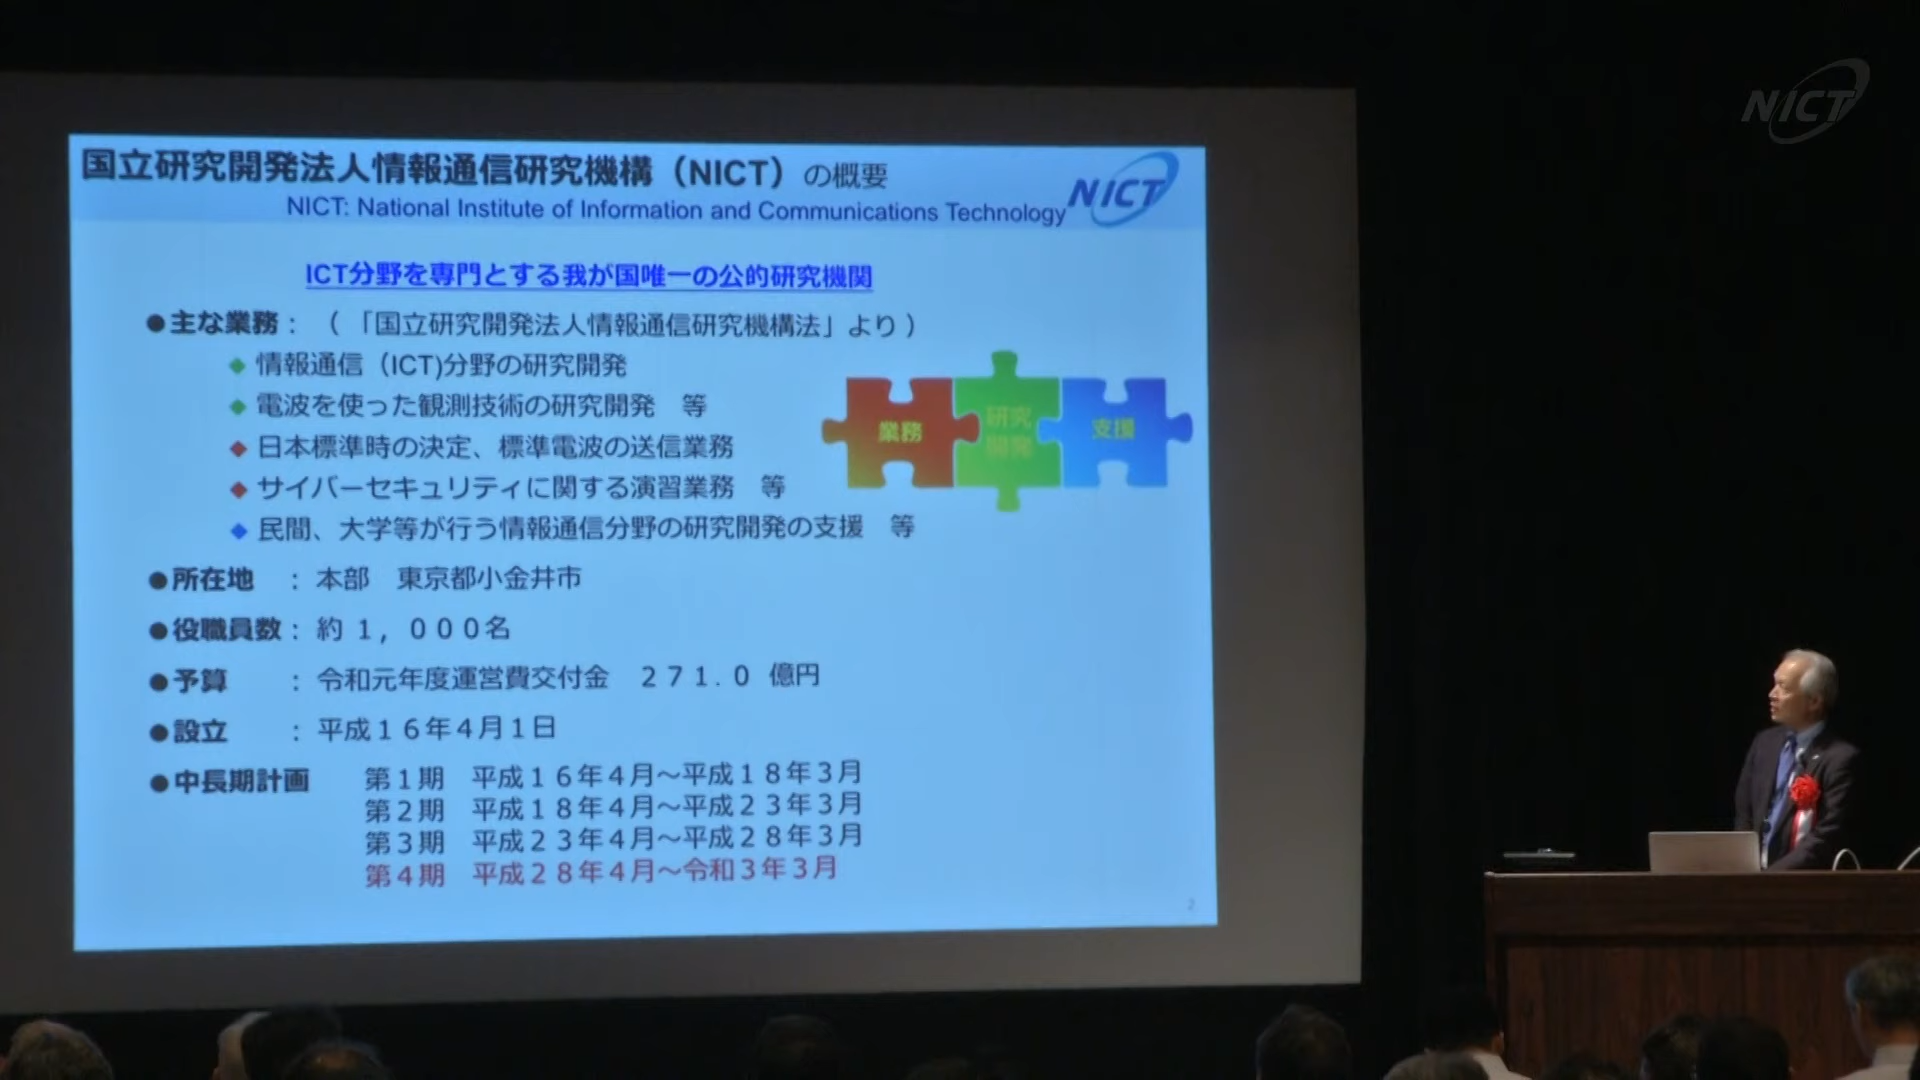 NICT
国立研究開発法人情報通信研究機構（NICT）の概要
NICT
NICT: National Institute of Information and Communications Technology
ICT分野を専門とする我が国唯一の公的研究機関
●主な業務：（「国立研究開発法人情報通信研究機構法」より）
◆ 情報通信（ICT)分野の研究開発
◆ 電波を使った観測技術の研究開発　等
◆ 日本標準時の決定、標準電波の送信業務
◆ サイバーセキュリティに関する演習業務　等
◆ 民間、大学等が行う情報通信分野の研究開発の支援　等
業務
研究
開発
支援
●所在地　：本部　東京都小金井市
●役職員数：約１，０００名
●予算　　：令和元年度運営費交付金　２７１.０ 億円
●設立　　：平成１６年４月１日
●中長期計画　第１期　平成１６年４月～平成１８年３月
第２期　平成１８年４月～平成２３年３月
第３期　平成２３年４月～平成２８年３月
第４期　平成２８年４月～令和３年３月
2